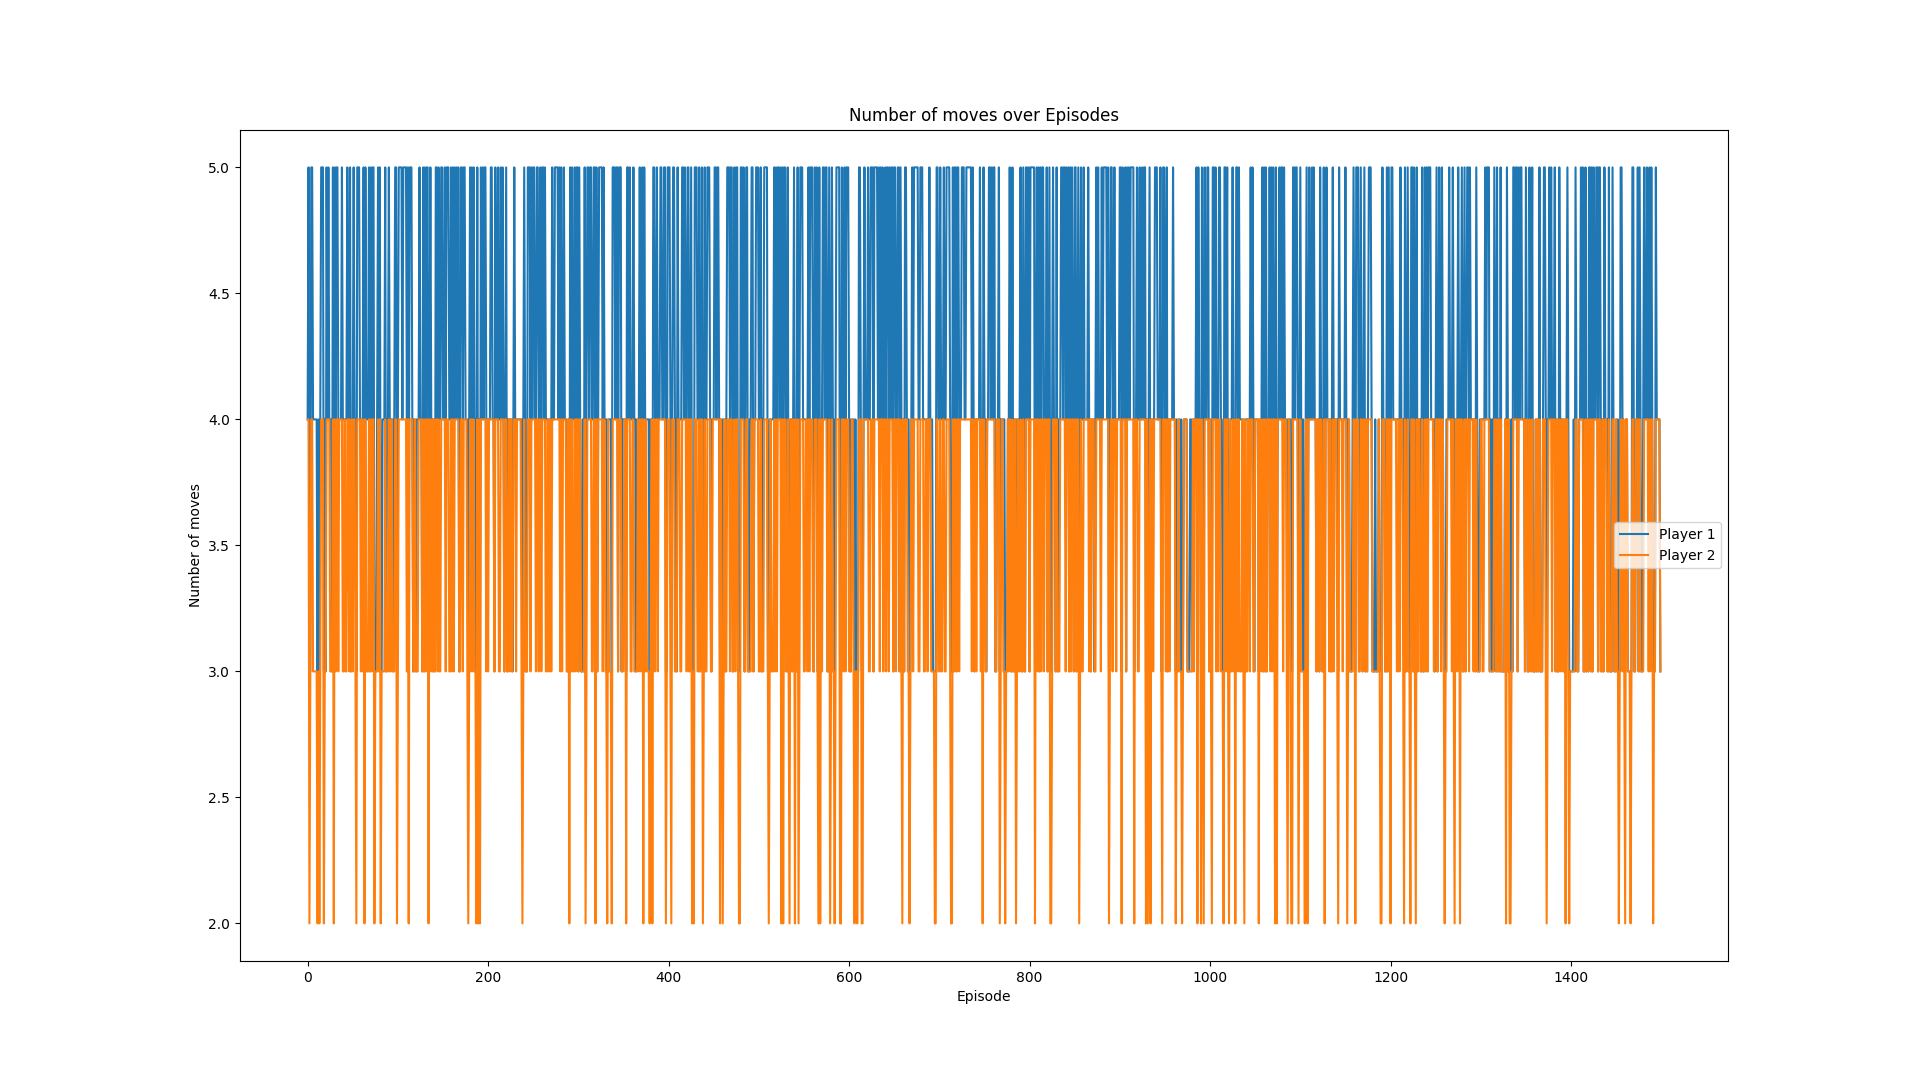 Number of moves over Episodes
5.0
4.5
4.0
3.5
3.0
2.5
2.0
Number of moves
Player 1
Player 2
0 200 400 600 800 1000 1200 1400
Episode